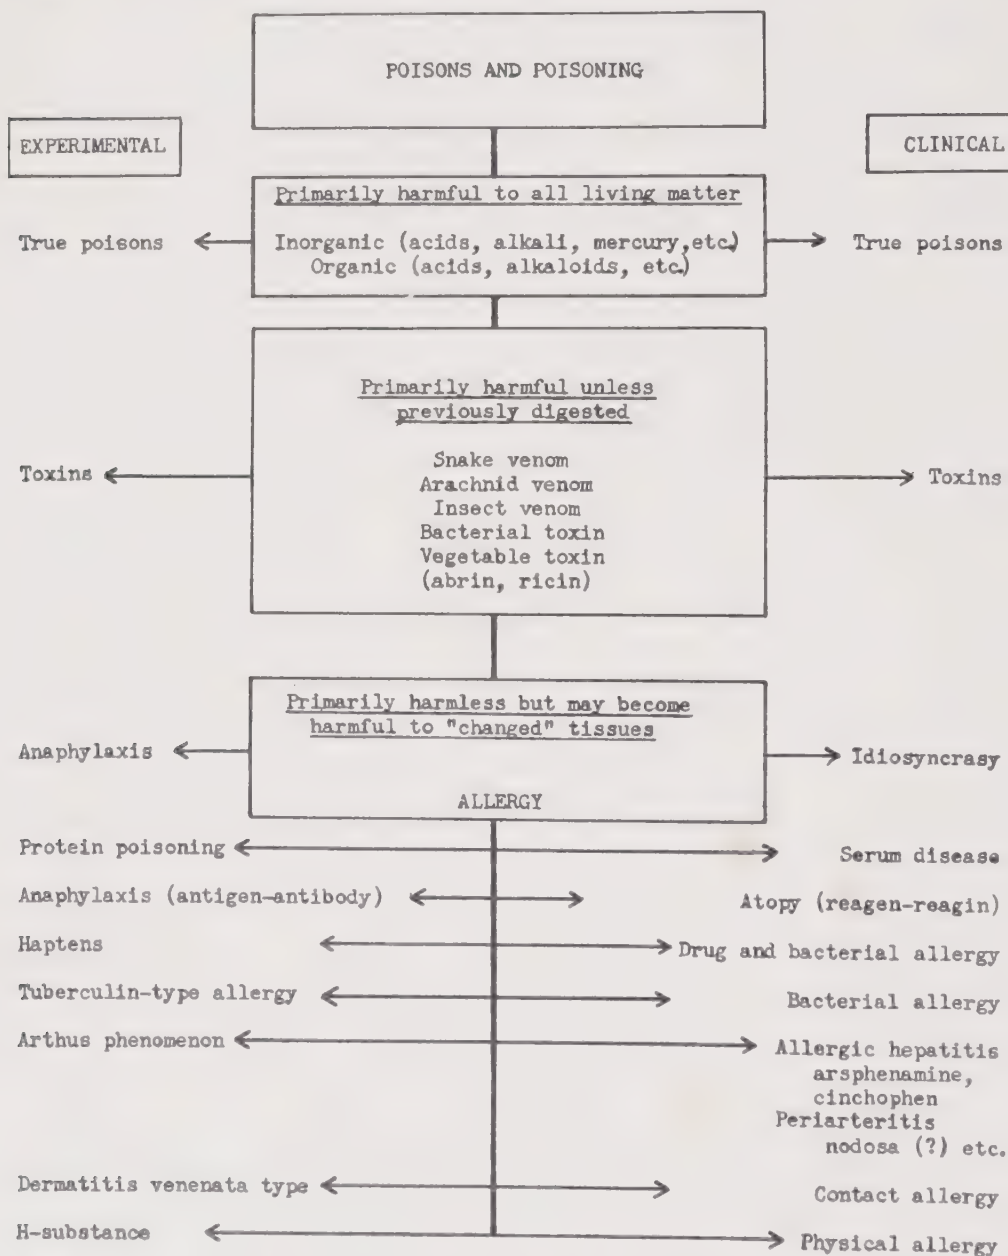 POISONS AND POISONING
EXPERIMENTAL
CLINICAL
Primarily harmful to all living matter
True poisons
Inorganic (acids, alkali, mercury,etc.)
True poisons
Organic (acids, alkaloids, etc.)
Primarily harmful unless
previously digested
Snake venom
Toxins
Arachnid venom
Toxins
Insect venom
Bacterial toxin
Vegetable toxin
(abrin, ricin)
Primarily harmless but may become
harmful to "changed" tissues
Anaphylaxis
Idiosyncrasy
ALLERGY
Protein poisoning
Serum disease
Anaphylaxis (antigen-antibody)
Atopy (reagen-reagin)
Haptens
Drug and bacterial allergy
Tuberculin-type allergy
Bacterial allergy
Arthus phenomenon
Allergic hepatitis
arsphenamine,
cinchophen
Periarteritis
nodosa (?) etc.
Dermatitis venenata type
Contact allergy
H-substance
Physical allergy